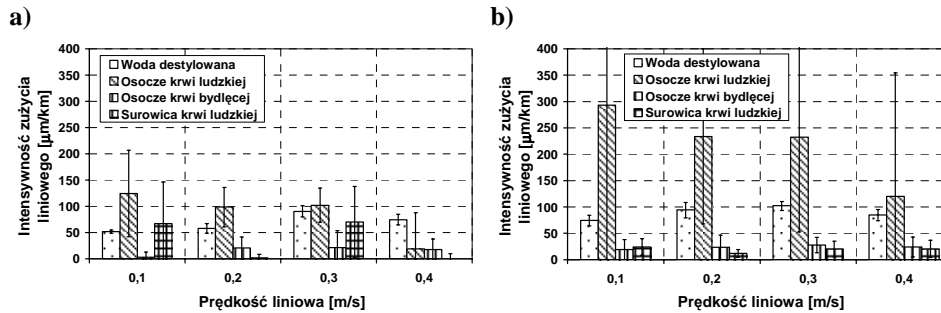 a)
Intensywność zużycia
liniowego [µm/km]
400
350
300
250
200
150
100
50
0
Woda destylowana
Osocze krwi ludzkiej
Osocze krwi bydlęcej
Surowica krwi ludzkiej
0,1 0,2 0,3 0,4
Prędkość liniowa [m/s]
b)
Intensywność zużycia
liniowego [µm/km]
400
350
300
250
200
150
100
50
0
Woda destylowana
Osocze krwi ludzkiej
Osocze krwi bydlęcej
Surowica krwi ludzkiej
0,1 0,2 0,3 0,4
Prędkość liniowa [m/s]